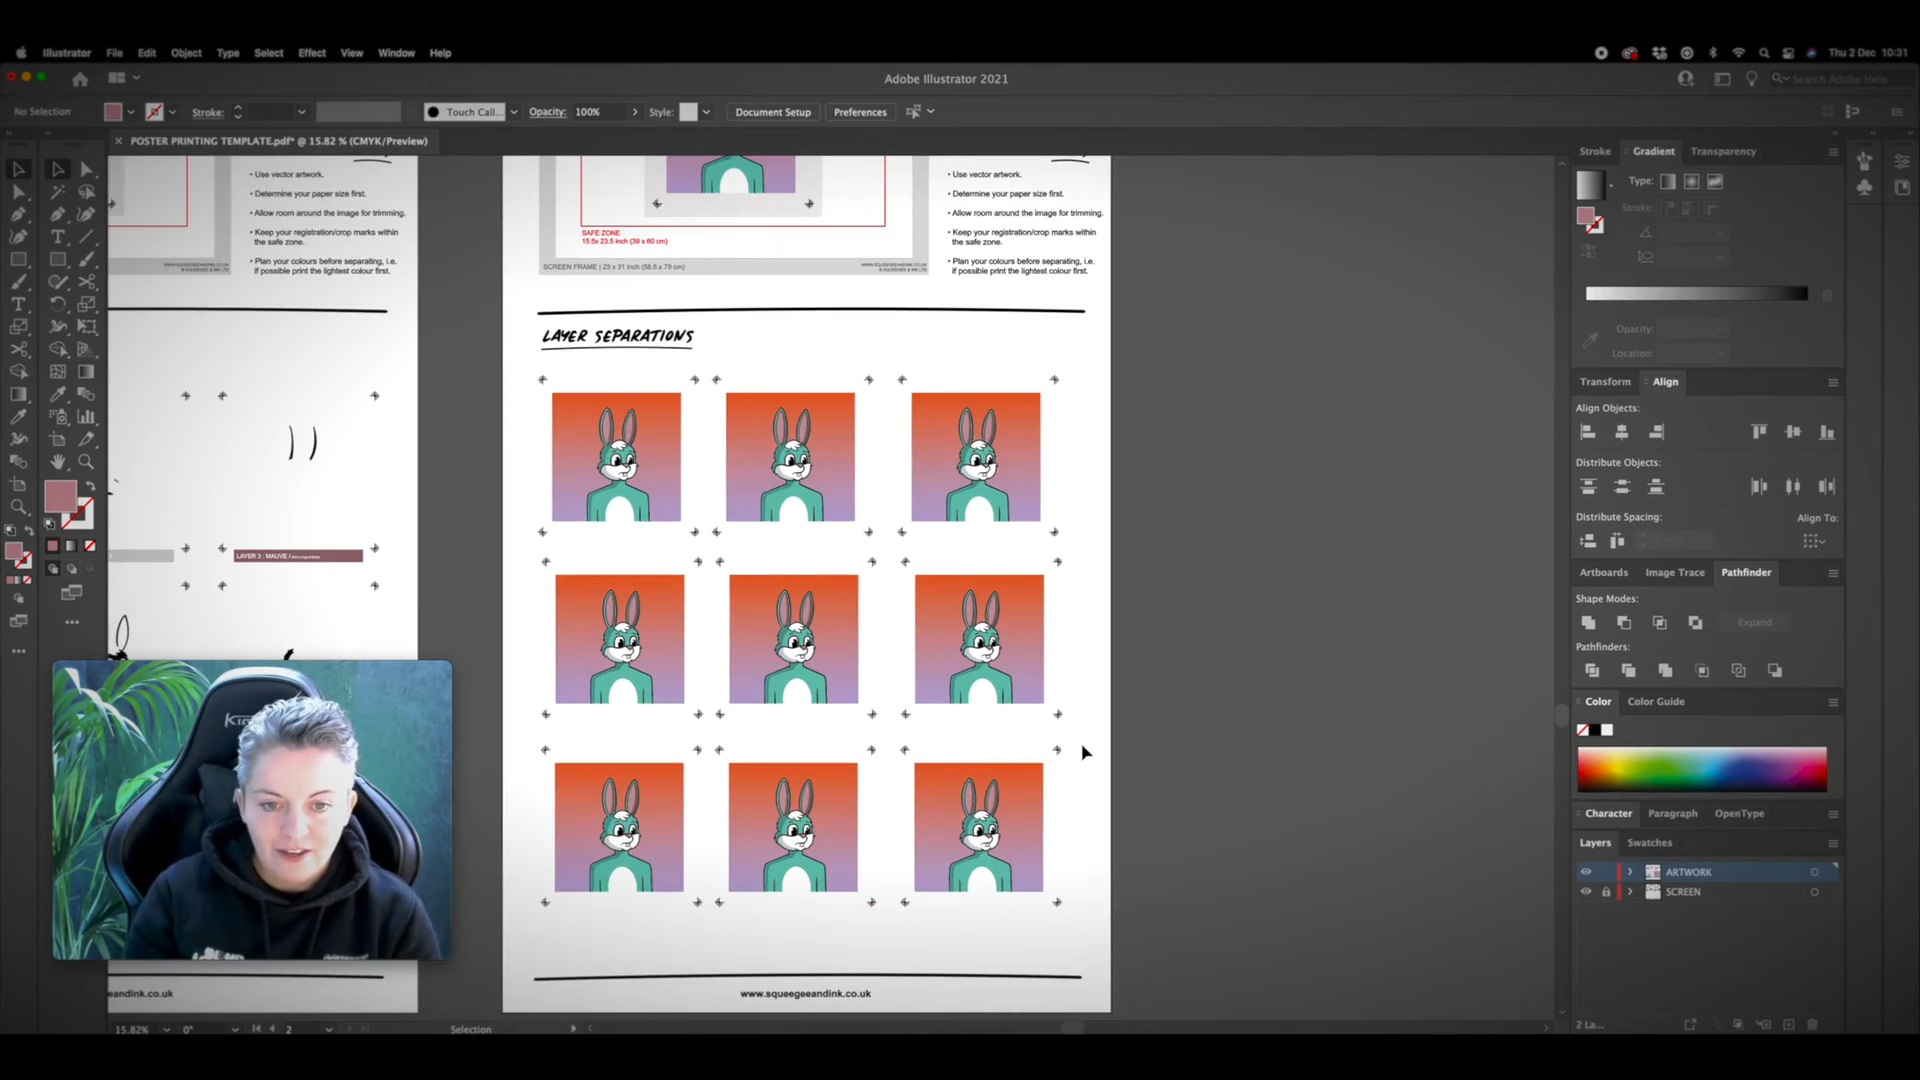 Illustrator File Edit Object Type Select Effect View Window Help
Thu 2 Dec 10:31
Adobe Illustrator 2021
Search Adobe Help
No Selection
Stroke:
Touch Call...
Opacity: 100%
Style:
Document Setup
Preferences
× POSTER PRINTING TEMPLATE.pdf* @ 15.82 % (CMYK/Preview)
• Use vector artwork.
• Determine your paper size first.
• Allow room around the image for trimming.
• Keep your registration/crop marks within
the safe zone.
• Plan your colours before separating, i.e.
if possible print the lightest colour first.
WWW.SQUEEGEEANDINK.CO.UK
© SQUEEGEE & INK LTD
LAYER 3 : MAUVE /
eandink.co.uk
SAFE ZONE
15.5x 23.5 inch (39 x 60 cm)
SCREEN FRAME | 23 x 31 inch (58.5 x 79 cm)
WWW.SQUEEGEEANDINK.CO.UK
© SQUEEGEE & INK LTD
• Use vector artwork.
• Determine your paper size first.
• Allow room around the image for trimming.
• Keep your registration/crop marks within
the safe zone.
• Plan your colours before separating, i.e.
if possible print the lightest colour first.
LAYER SEPARATIONS
www.squeegeeandink.co.uk
Stroke Gradient Transparency
Type:
Stroke:
Opacity:
Location:
Transform Align
Align Objects:
Distribute Objects:
Distribute Spacing:
Align To:
Artboards Image Trace Pathfinder
Shape Modes:
Expand
Pathfinders:
Color Color Guide
Character Paragraph OpenType
Layers Swatches
ARTWORK
SCREEN
2 La...
15.82% 0° 2 Selection